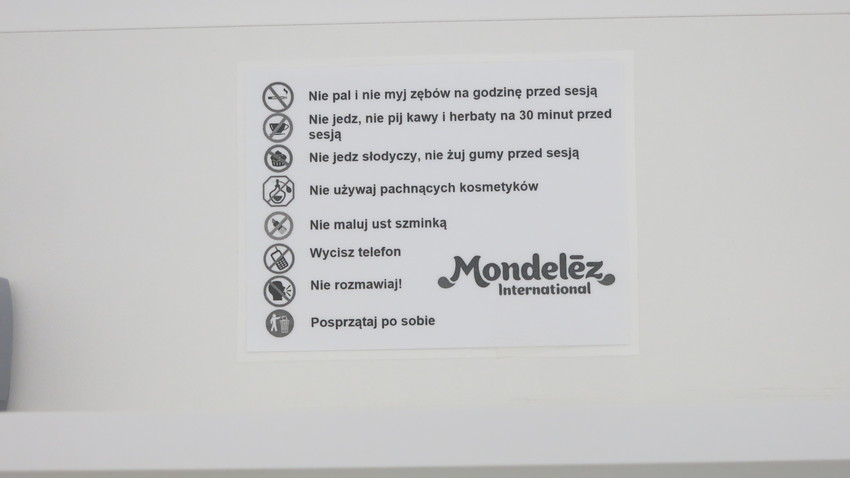 Nie pal i nie myj zębów na godzinę przed sesją
Nie jedz, nie pij kawy i herbaty na 30 minut przed
sesją
Nie jedz słodyczy, nie żuj gumy przed sesją
Nie używaj pachnących kosmetyków
Nie maluj ust szminką
Wycisz telefon
Nie rozmawiaj!
Mondelēz
International
Posprzątaj po sobie